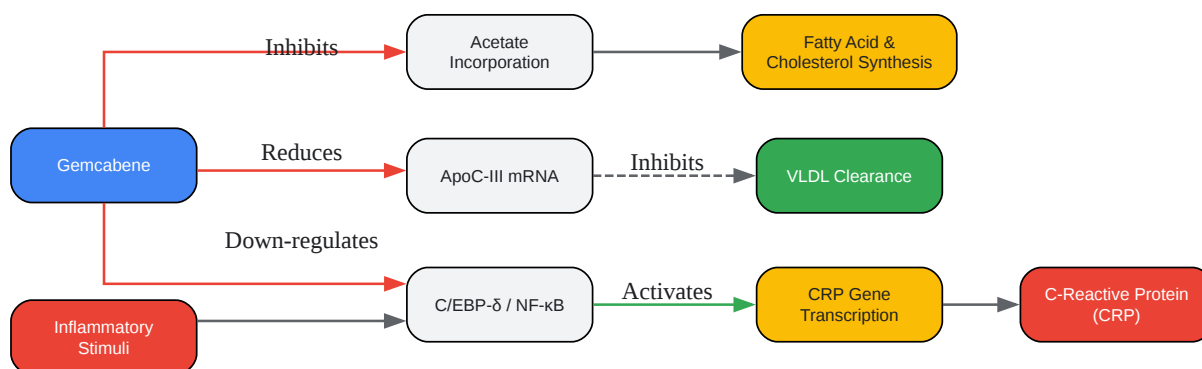 Inhibits
Acetate
Incorporation
Fatty Acid &
Cholesterol Synthesis
Gemcabene
Reduces
ApoC-III mRNA
Inhibits
VLDL Clearance
Down-regulates
C/EBP-δ / NF-κB
Activates
CRP Gene
Transcription
C-Reactive Protein
(CRP)
Inflammatory
Stimuli